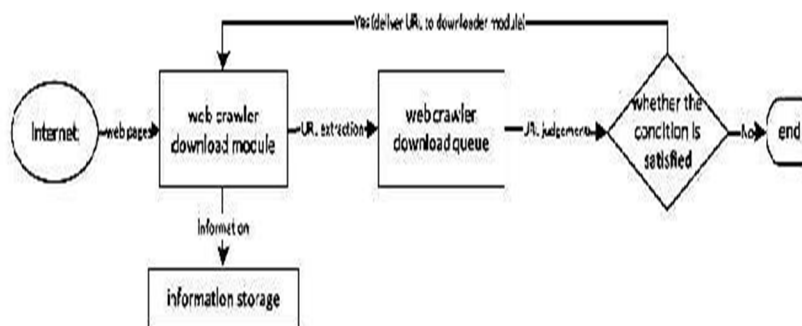 Yes (deliver URL to downloader module)
Internet
web pages
web crawler
download module
URL extraction
web crawler
download queue
URL judgement
whether the
condition is
satisfied
No
end
Information
information storage